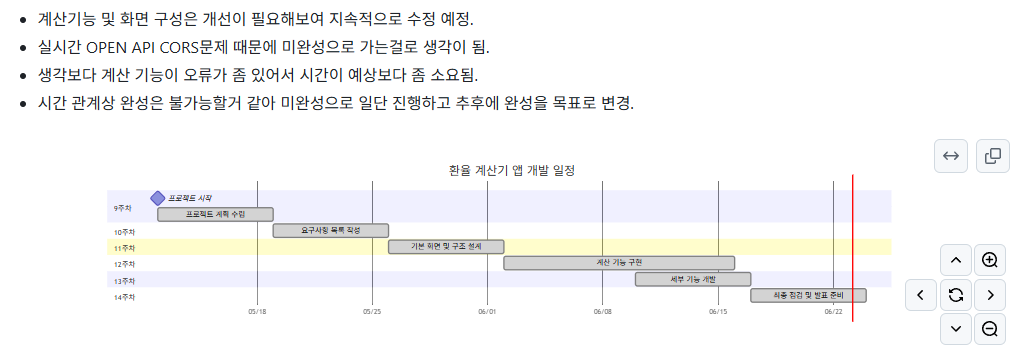 계산기능 및 화면 구성은 개선이 필요해보여 지속적으로 수정 예정.
실시간 OPEN API CORS문제 때문에 미완성으로 가는걸로 생각이 됨.
생각보다 계산 기능이 오류가 좀 있어서 시간이 예상보다 좀 소요됨.
시간 관계상 완성은 불가능할거 같아 미완성으로 일단 진행하고 추후에 완성을 목표로 변경.
환율 계산기 앱 개발 일정
프로젝트 시작
9주차
프로젝트 계획 수립
10주차
요구사항 목록 작성
11주차
기본 화면 및 구조 설계
12주차
계산 기능 구현
13주차
세부 기능 개발
14주차
최종 점검 및 발표 준비
05/18 05/25 06/01 06/08 06/15 06/22